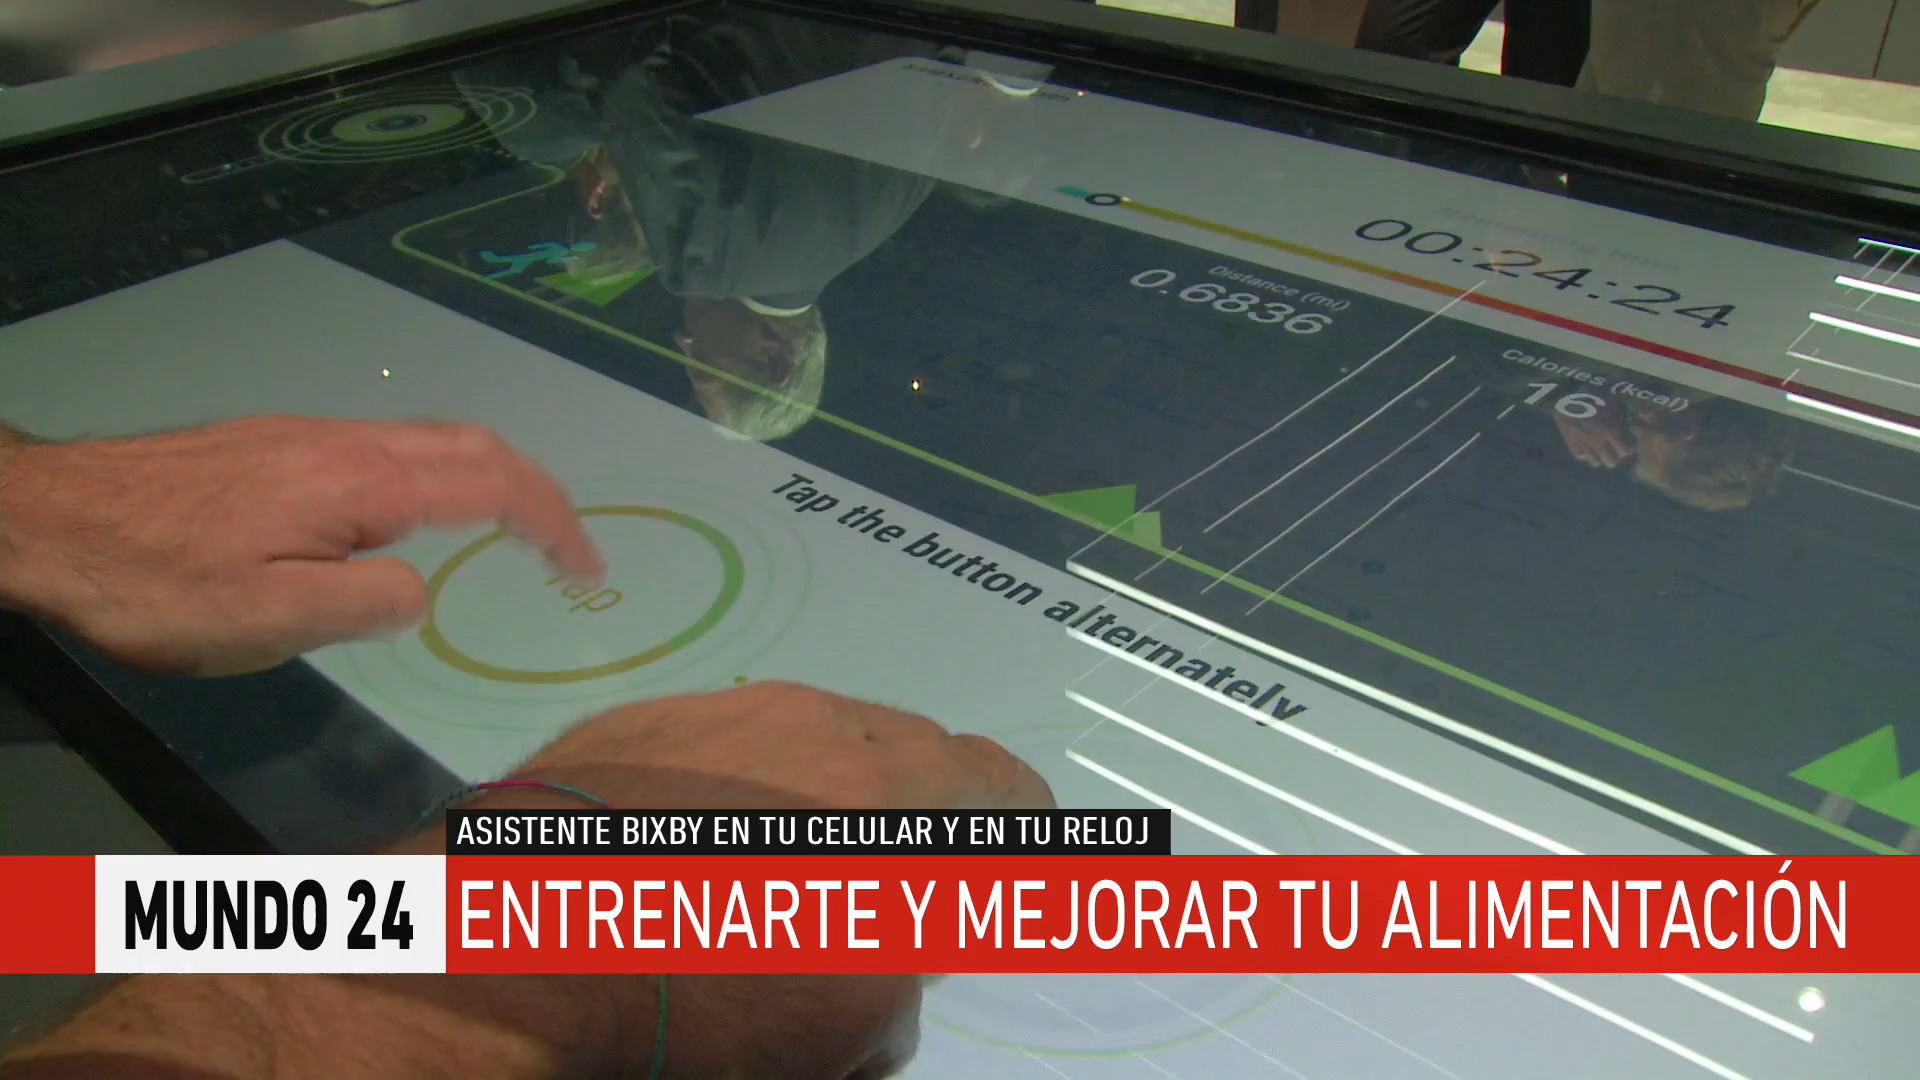 00:24:24
Distance (mi)
0.6836
Calories (kcal)
16
Tap the button alternately
Tap
ASISTENTE BIXBY EN TU CELULAR Y EN TU RELOJ
MUNDO 24
ENTRENARTE Y MEJORAR TU ALIMENTACIÓN